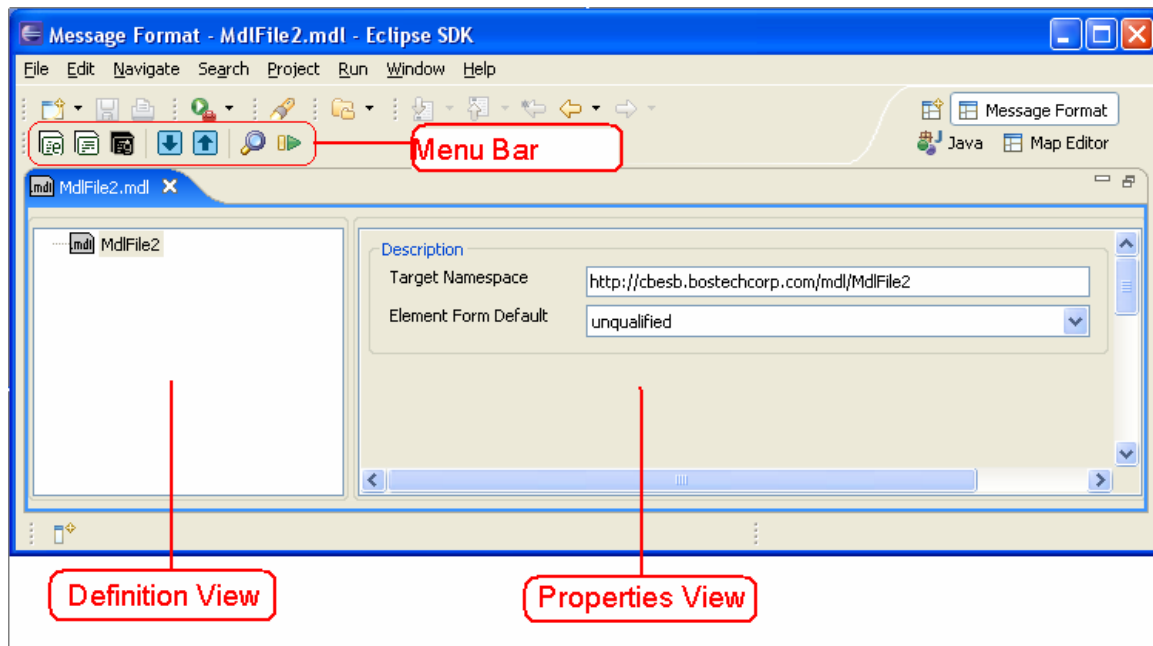 Message Format - MdlFile2.mdl - Eclipse SDK
File Edit Navigate Search Project Run Window Help
Message Format
Menu Bar
Java Map Editor
.mdl MdlFile2.mdl
.mdl MdlFile2
Description
Target Namespace http://cbesb.bostechcorp.com/mdl/MdlFile2
Element Form Default unqualified
Definition View
Properties View